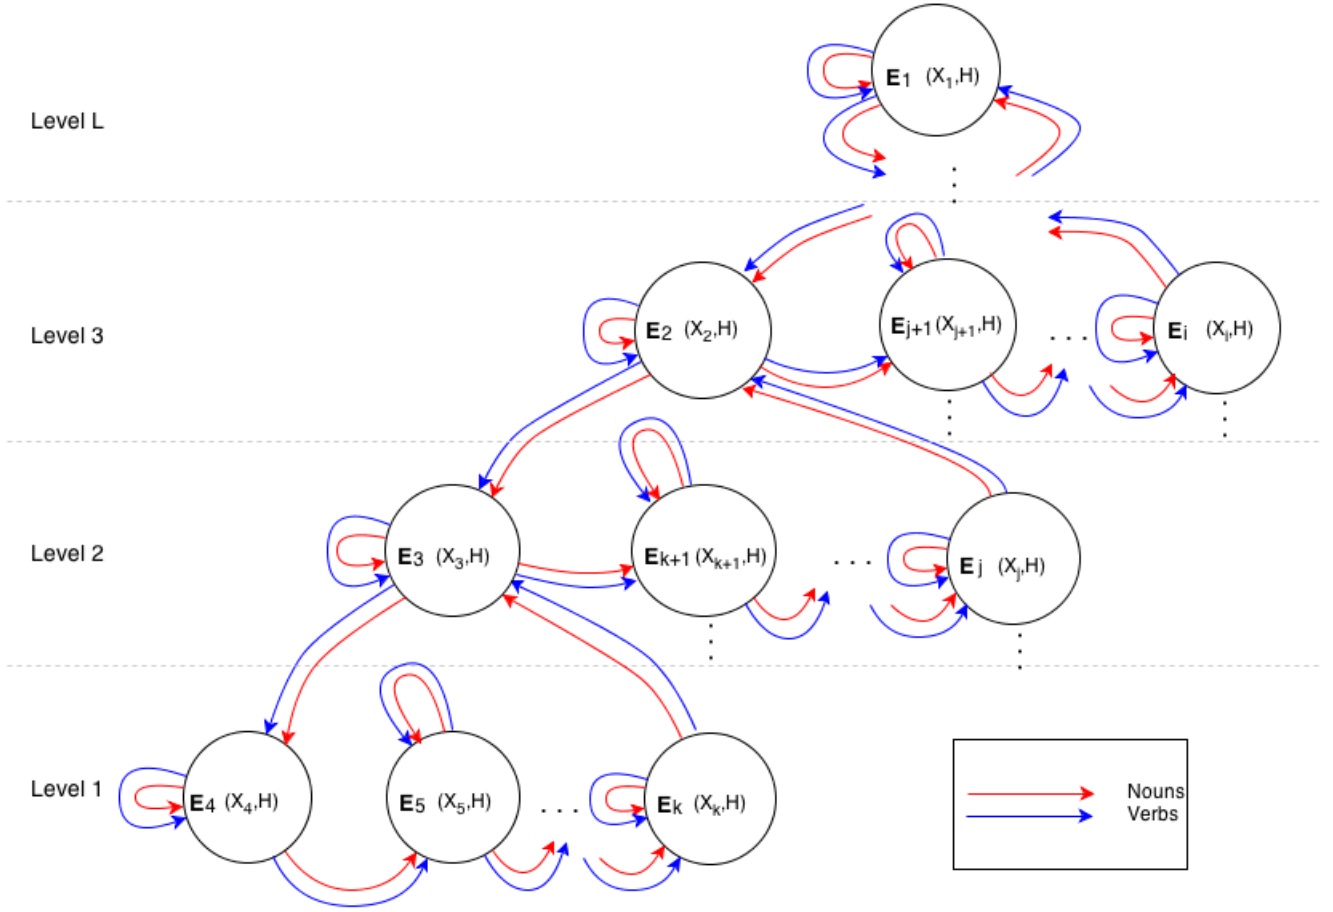 Level L
E1 (X1,H)
Level 3
E2 (X2,H)
Ej+1 (Xj+1,H)
. . .
Ei (Xi,H)
Level 2
E3 (X3,H)
Ek+1 (Xk+1,H)
. . .
Ej (Xj,H)
Level 1
E4 (X4,H)
E5 (X5,H)
. . .
Ek (Xk,H)
Nouns
Verbs